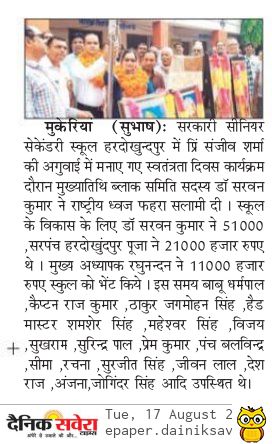 मुकेरिया (सुभाष): सरकारी सीनियर
सेकेंडरी स्कूल हरदोखुन्दपुर में प्रिं संजीव शर्मा
की अगुवाई में मनाए गए स्वतंत्रता दिवस कार्यक्रम
दौरान मुख्यातिथि ब्लाक समिति सदस्य डॉ सरवन
कुमार ने राष्ट्रीय ध्वज फहरा सलामी दी । स्कूल
के विकास के लिए डॉ सरवन कुमार ने 51000
,सरपंच हरदोखुंदपुर पूजा ने 21000 हजार रुपए
थे । मुख्य अध्यापक रघुनन्दन ने 11000 हजार
रुपए स्कुल को भेंट किये । इस समय बाबू धर्मपाल
,कैप्टन राज कुमार ,ठाकुर जगमोहन सिंह ,हैड
मास्टर शमशेर सिंह ,महेश्वर सिंह ,विजय
,सुखराम ,सुरिन्द्र पाल ,प्रेम कुमार ,पंच बलविन्द्र
,सीमा ,रचना ,सुरजीत सिंह ,जीवन लाल ,देश
राज ,अंजना,जोगिंदर सिंह आदि उपस्थित थे।
दैनिक सवेरा
टाइम्स
Tue, 17 August 2
epaper.dainiksav